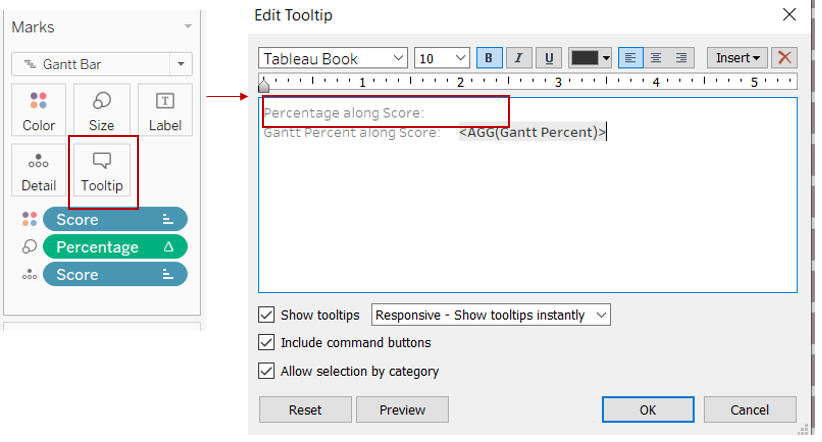 Marks
Gantt Bar
Color
Size
Label
Detail
Tooltip
Score
Percentage
Score
Edit Tooltip
Tableau Book 10 B I U Insert
1 2 3 4 5
Percentage along Score:
Gantt Percent along Score: <AGG(Gantt Percent)>
Show tooltips Responsive - Show tooltips instantly
Include command buttons
Allow selection by category
Reset Preview OK Cancel